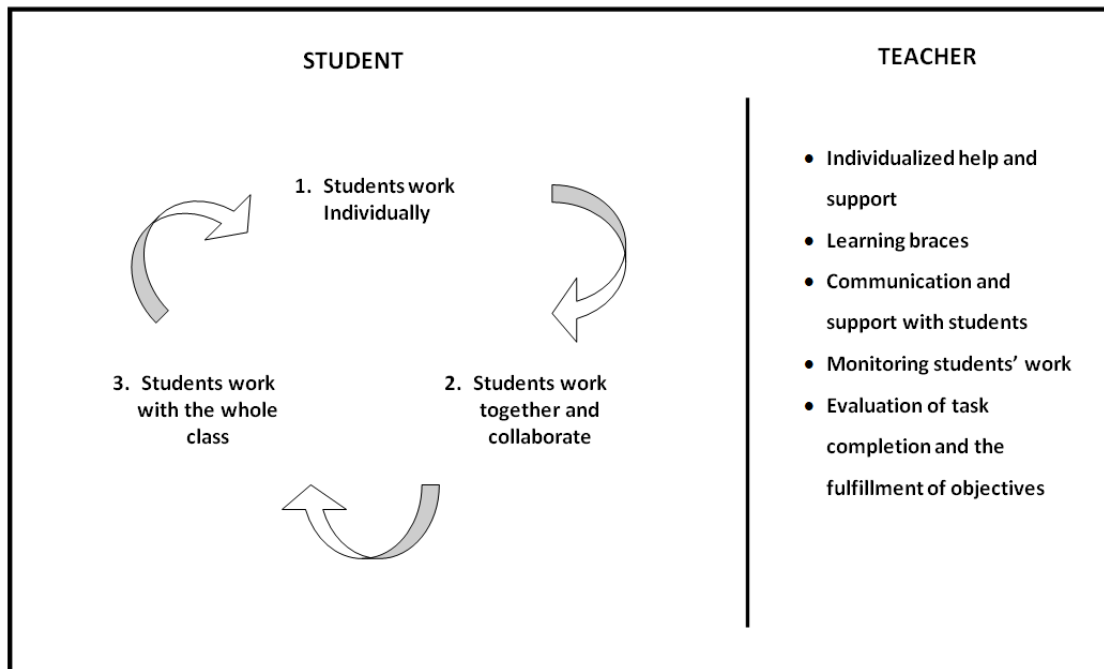 STUDENT
1. Students work
Individually
3. Students work
with the whole
class
2. Students work
together and
collaborate
TEACHER
• Individualized help and
support
• Learning braces
• Communication and
support with students
• Monitoring students’ work
• Evaluation of task
completion and the
fulfillment of objectives